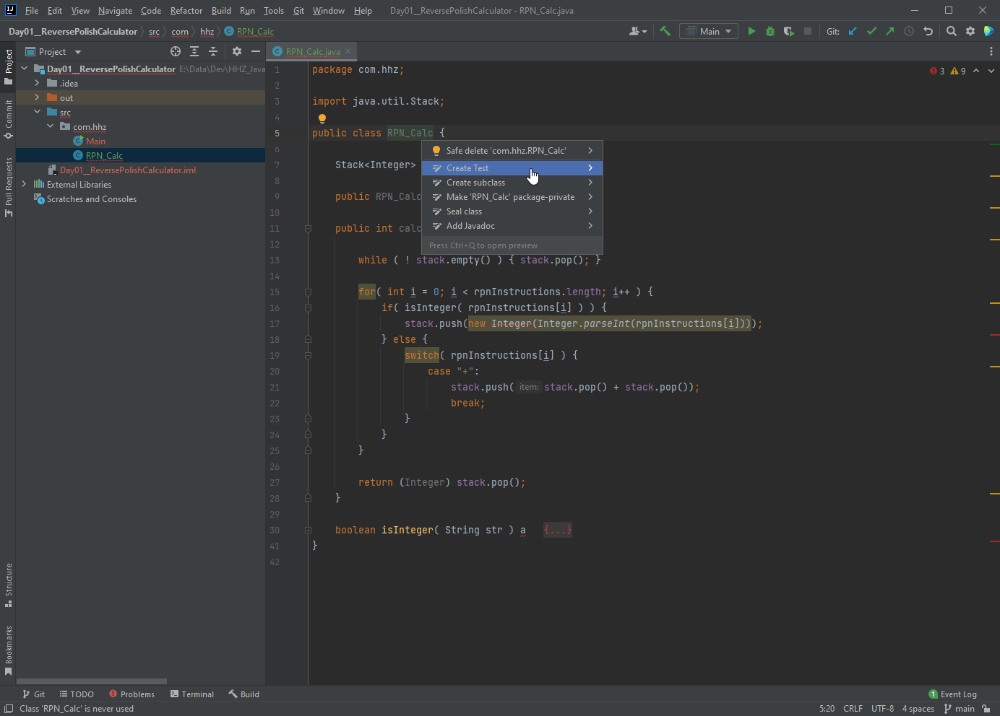 File Edit View Navigate Code Refactor Build Run Tools Git Window Help Day01__ReversePolishCalculator - RPN_Calc.java
Day01__ReversePolishCalculator src com hhz RPN_Calc Main Git:
Project
RPN_Calc.java
Project
Commit
Pull Requests
Structure
Bookmarks
Day01__ReversePolishCalculator E:\Data\Dev\HHZ_Java
.idea
out
src
com.hhz
Main
RPN_Calc
Day01__ReversePolishCalculator.iml
External Libraries
Scratches and Consoles
3 9
1 package com.hhz;
2
3 import java.util.Stack;
4
5 public class RPN_Calc {
6
7 Stack<Integer>
8
9 public RPN_Calc
10
11 public int calc
12
13 while ( ! stack.empty() ) { stack.pop(); }
14
15 for( int i = 0; i < rpnInstructions.length; i++ ) {
16 if( isInteger( rpnInstructions[i] ) ) {
17 stack.push(new Integer(Integer.parseInt(rpnInstructions[i])));
18 } else {
19 switch( rpnInstructions[i] ) {
20 case "+":
21 stack.push( item: stack.pop() + stack.pop());
22 break;
23 }
24 }
25 }
26
27 return (Integer) stack.pop();
28 }
29
30 boolean isInteger( String str ) a {...}
41 }
42
Safe delete 'com.hhz.RPN_Calc'
Create Test
Create subclass
Make 'RPN_Calc' package-private
Seal class
Add Javadoc
Press Ctrl+Q to open preview
Git TODO Problems Terminal Build 1 Event Log
Class 'RPN_Calc' is never used 5:20 CRLF UTF-8 4 spaces main